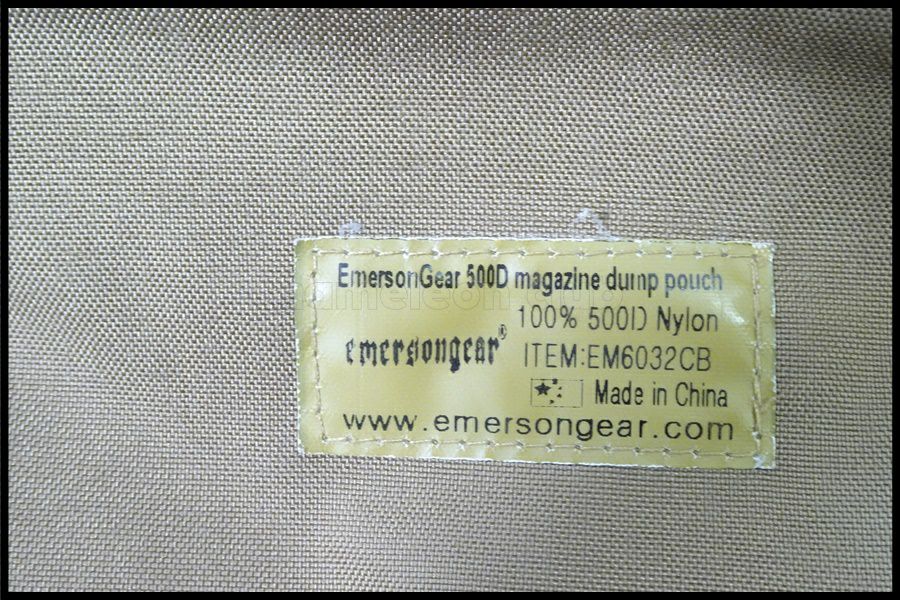 EmersonGear 500D magazine dump pouch
100% 500D Nylon
emersongear®
ITEM:EM6032CB
Made in China
www.emersongear.com